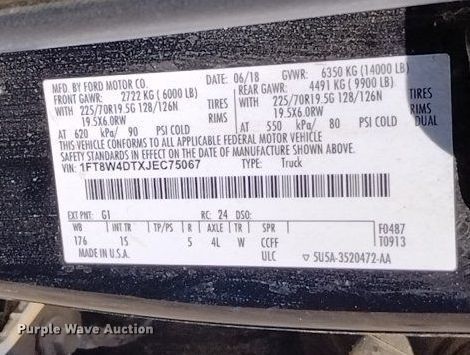 MFD. BY FORD MOTOR CO. 06/18 GVWR: 6350 KG (14000 LB)
FRONT GAWR: 2722 KG (6000 LB) REAR GAWR: 4491 KG (9900 LB)
WITH 225/70R19.5G 128/126N TIRES WITH 225/70R19.5G 128/126N TIRES
19.5X6.0RW RIMS 19.5X6.0RW RIMS
AT 620 kPa/ 90 PSI COLD AT 550 kPa/ 80 PSI COLD DUAL
THIS VEHICLE CONFORMS TO ALL APPLICABLE FEDERAL MOTOR VEHICLE
SAFETY STANDARDS IN EFFECT ON THE DATE OF MANUFACTURE SHOWN ABOVE.
VIN: 1FT8W4DTXJEC75067 TYPE: Truck
EXT PNT: G1 RC: 24 DSO:
WB INT TR TP/PS R AXLE TR SPR F0487
176 1S 5 4L W CCFF T0913
MADE IN U.S.A. ULC 5U5A-3520472-AA
Purple Wave Auction